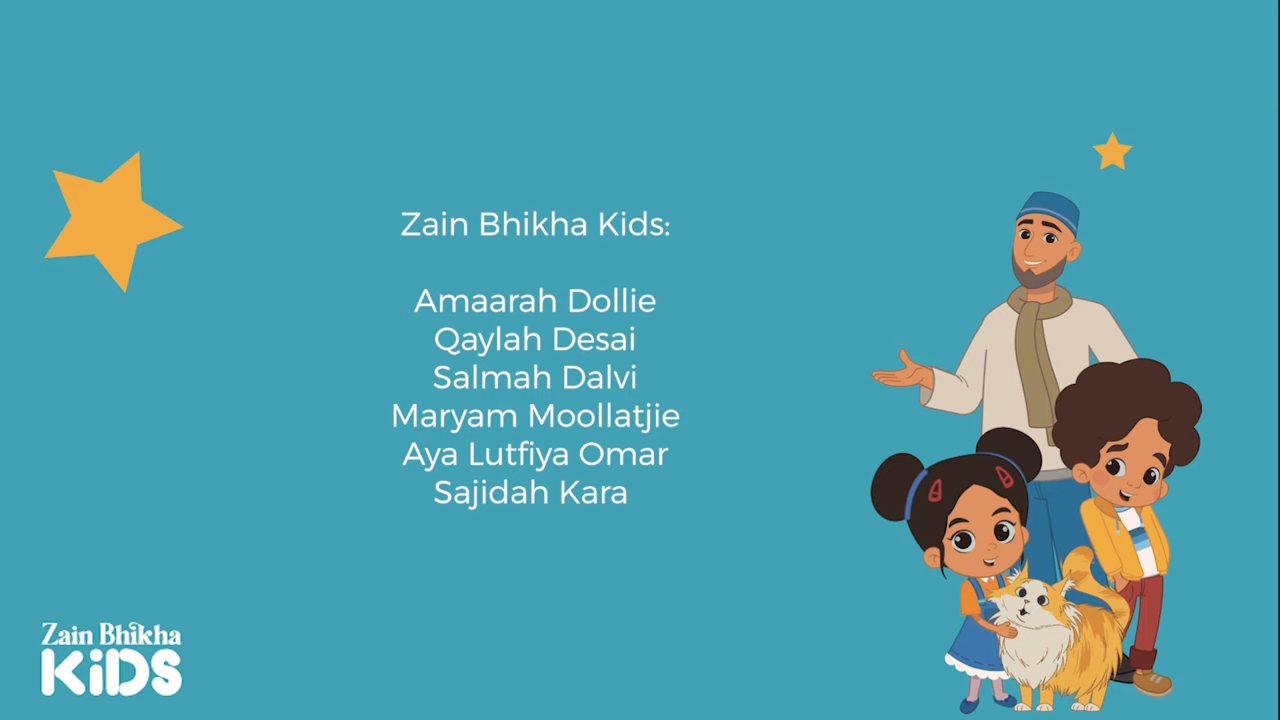 Zain Bhikha Kids:
Amaarah Dollie
Qaylah Desai
Salmah Dalvi
Maryam Moollatjie
Aya Lutfiya Omar
Sajidah Kara
Zain Bhikha
KiDS